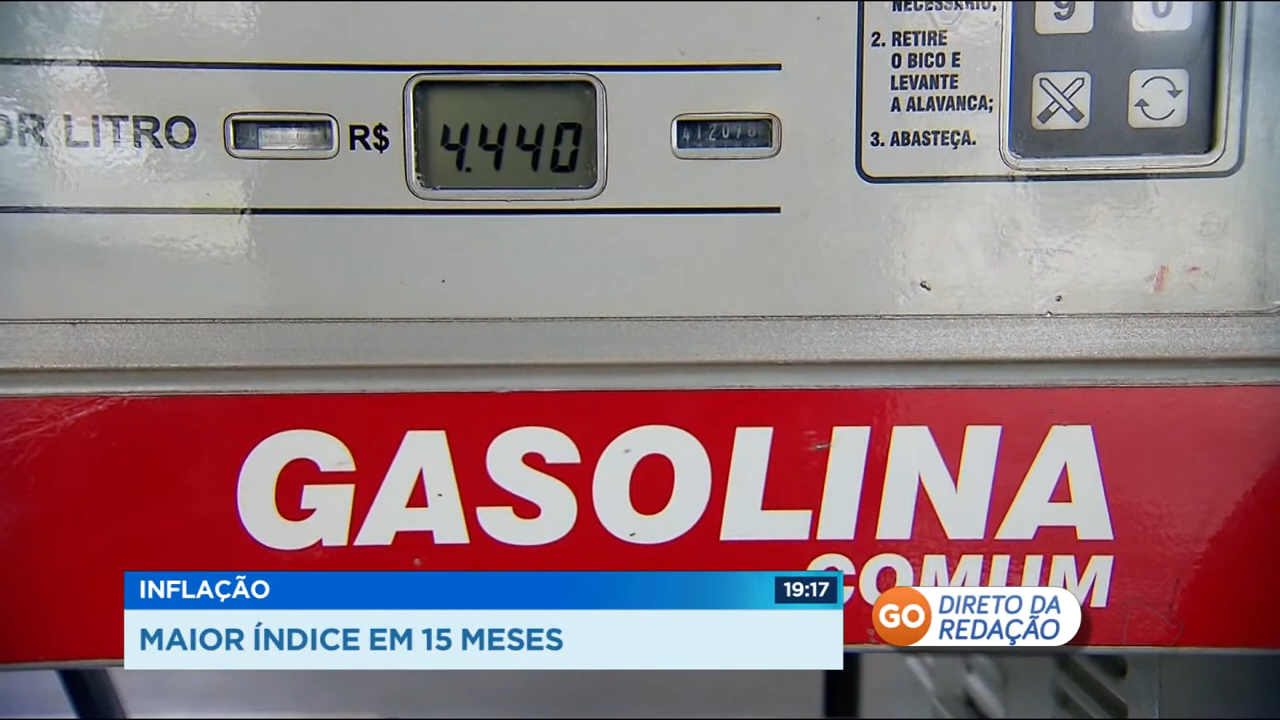 NECESSÁRIO,
2. RETIRE
O BICO E
LEVANTE
A ALAVANCA;
3. ABASTEÇA.
9
0
OR LITRO
R$
4.440
GASOLINA
COMUM
INFLAÇÃO
19:17
MAIOR ÍNDICE EM 15 MESES
GO
DIRETO DA
REDAÇÃO